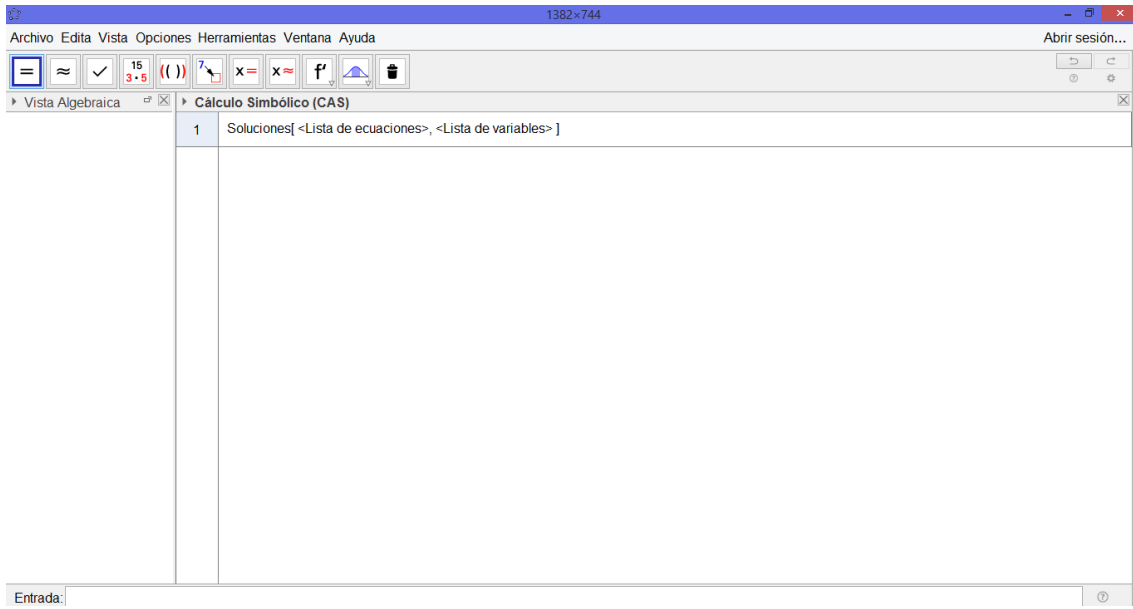 1382×744
Archivo Edita Vista Opciones Herramientas Ventana Ayuda
Abrir sesión...
= ≈ ✓ 15 3·5 (( )) 7 x= x≈ f'
Vista Algebraica
Cálculo Simbólico (CAS)
1 Soluciones[ <Lista de ecuaciones>, <Lista de variables> ]
Entrada: